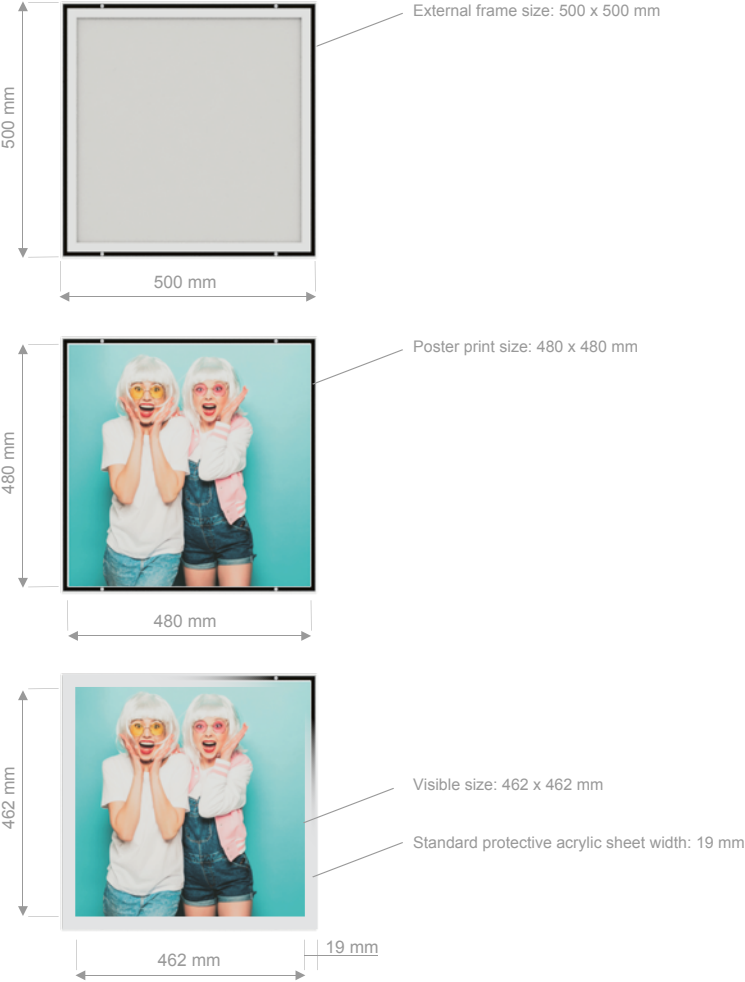 External frame size: 500 x 500 mm
500 mm
500 mm
Poster print size: 480 x 480 mm
480 mm
480 mm
462 mm
Visible size: 462 x 462 mm
Standard protective acrylic sheet width: 19 mm
19 mm
462 mm